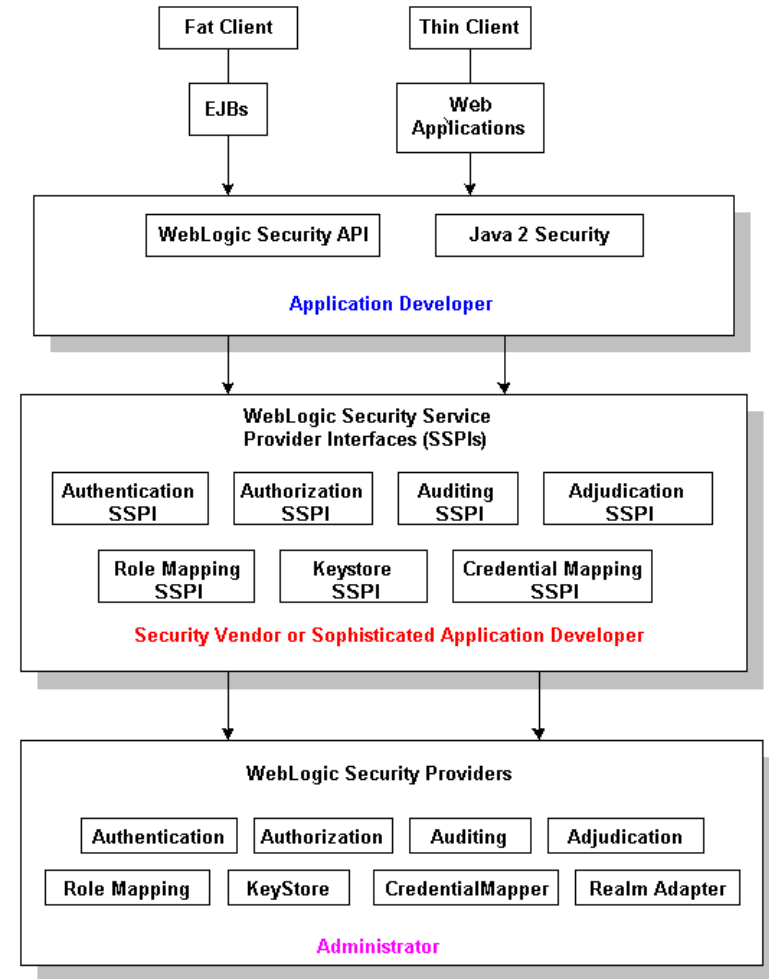 Fat Client
Thin Client
EJBs
Web
Applications
WebLogic Security API
Java 2 Security
Application Developer
WebLogic Security Service
Provider Interfaces (SSPIs)
Authentication
SSPI
Authorization
SSPI
Auditing
SSPI
Adjudication
SSPI
Role Mapping
SSPI
Keystore
SSPI
Credential Mapping
SSPI
Security Vendor or Sophisticated Application Developer
WebLogic Security Providers
Authentication
Authorization
Auditing
Adjudication
Role Mapping
KeyStore
CredentialMapper
Realm Adapter
Administrator